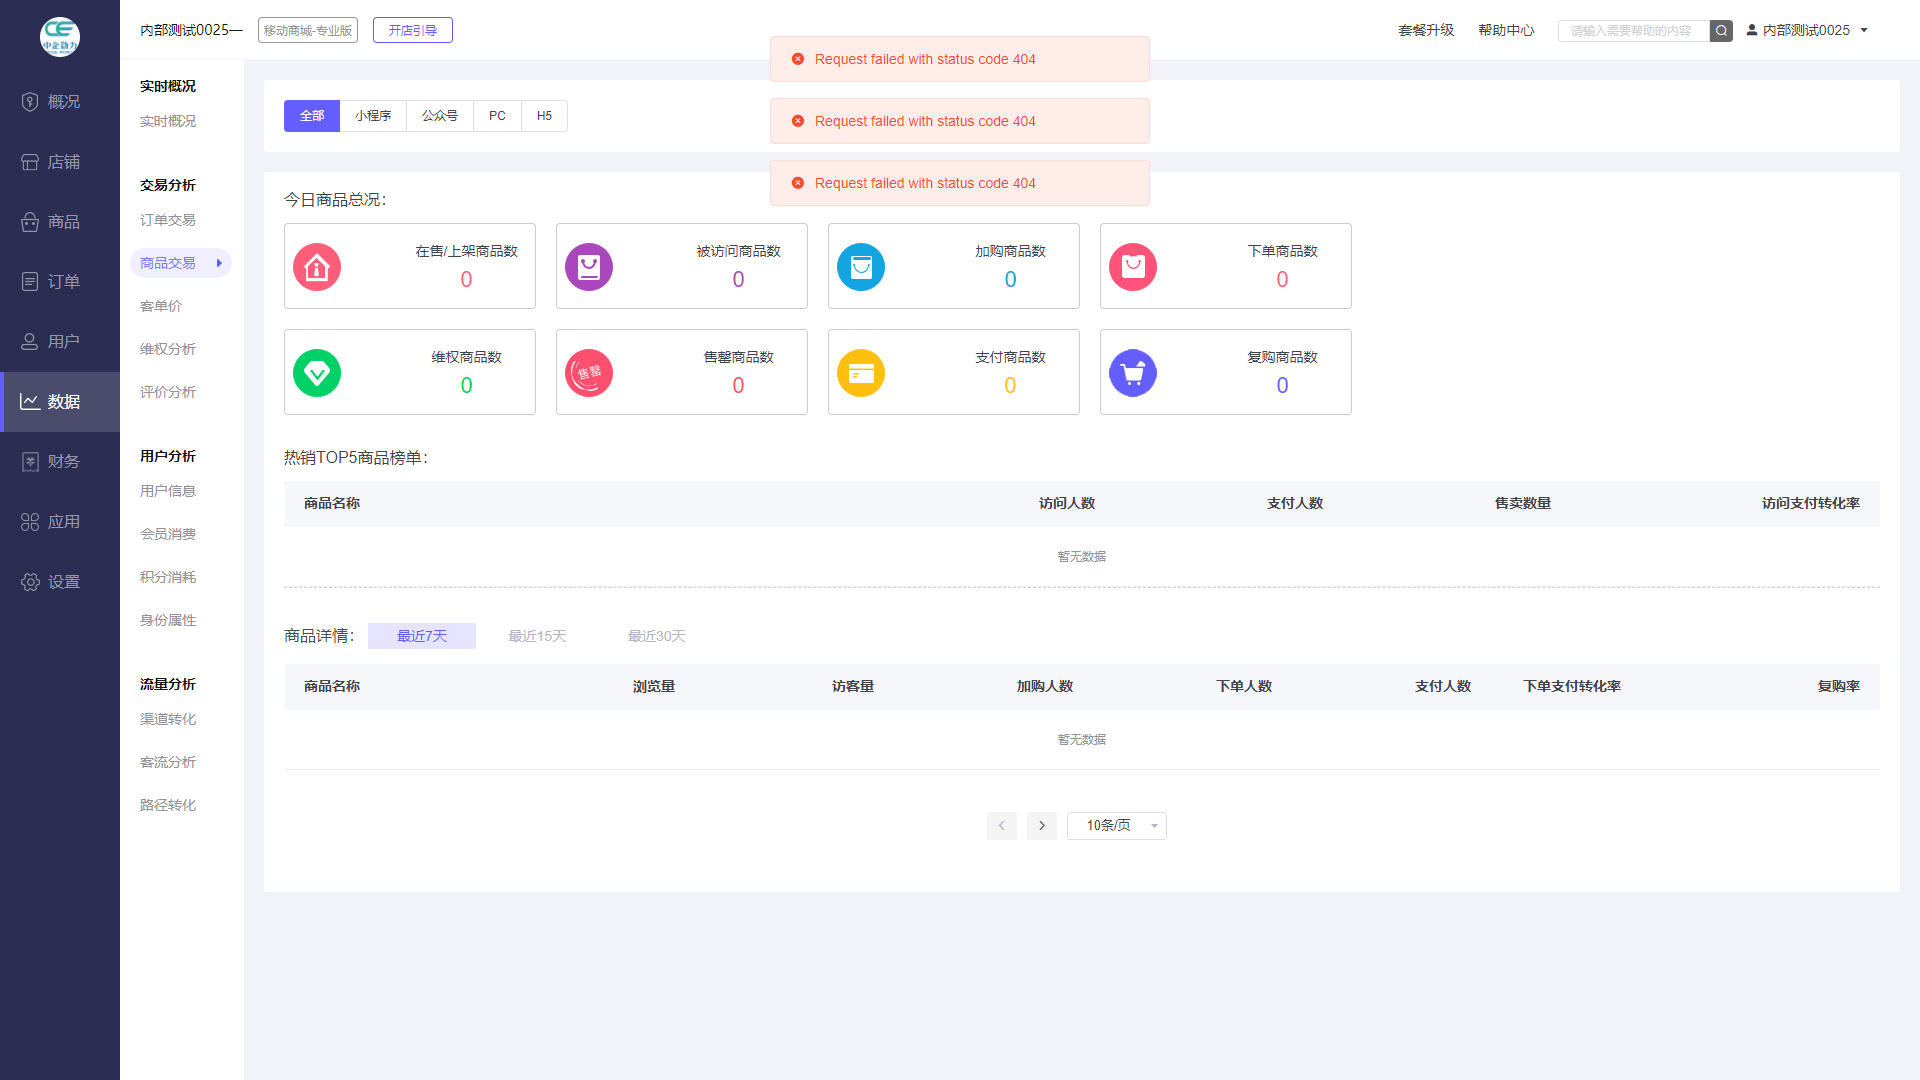 内部测试0025—
移动商城-专业版
开店引导
套餐升级
帮助中心
请输入需要帮助的内容
内部测试0025
Request failed with status code 404
Request failed with status code 404
Request failed with status code 404
中企动力
概况
店铺
商品
订单
用户
数据
财务
应用
设置
实时概况
实时概况
交易分析
订单交易
商品交易
客单价
维权分析
评价分析
用户分析
用户信息
会员消费
积分消耗
身份属性
流量分析
渠道转化
客流分析
路径转化
全部
小程序
公众号
PC
H5
今日商品总况：
在售/上架商品数
0
被访问商品数
0
加购商品数
0
下单商品数
0
维权商品数
0
售罄
售罄商品数
0
支付商品数
0
复购商品数
0
热销TOP5商品榜单：
商品名称 访问人数 支付人数 售卖数量 访问支付转化率
暂无数据
商品详情： 最近7天 最近15天 最近30天
商品名称 浏览量 访客量 加购人数 下单人数 支付人数 下单支付转化率 复购率
暂无数据
10条/页